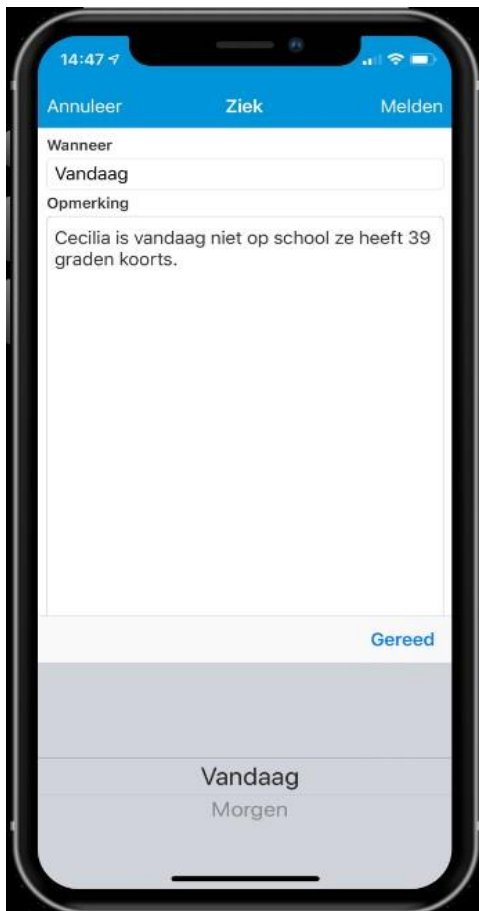 14:47
Annuleer Ziek Melden
Wanneer
Vandaag
Opmerking
Cecilia is vandaag niet op school ze heeft 39
graden koorts.
Gereed
Vandaag
Morgen